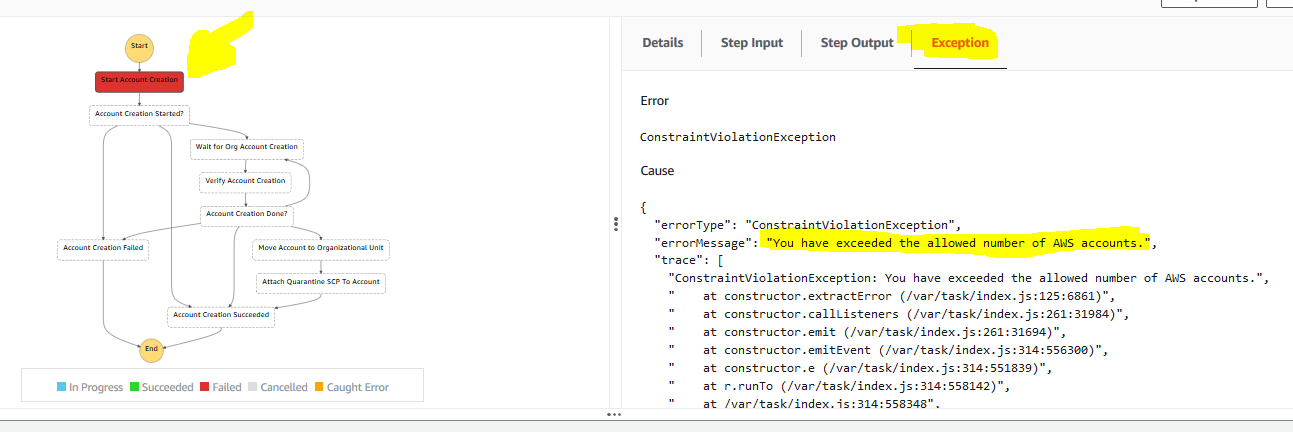 Start
Start Account Creation
Account Creation Started?
Wait for Org Account Creation
Verify Account Creation
Account Creation Done?
Account Creation Failed
Move Account to Organizational Unit
Attach Quarantine SCP To Account
Account Creation Succeeded
End
In Progress Succeeded Failed Cancelled Caught Error
Details Step Input Step Output Exception
Error
ConstraintViolationException
Cause
{
"errorType": "ConstraintViolationException",
"errorMessage": "You have exceeded the allowed number of AWS accounts.",
"trace": [
"ConstraintViolationException: You have exceeded the allowed number of AWS accounts.",
"    at constructor.extractError (/var/task/index.js:125:6861)",
"    at constructor.callListeners (/var/task/index.js:261:31984)",
"    at constructor.emit (/var/task/index.js:261:31694)",
"    at constructor.emitEvent (/var/task/index.js:314:556300)",
"    at constructor.e (/var/task/index.js:314:551839)",
"    at r.runTo (/var/task/index.js:314:558142)",
"    at /var/task/index.js:314:558348",